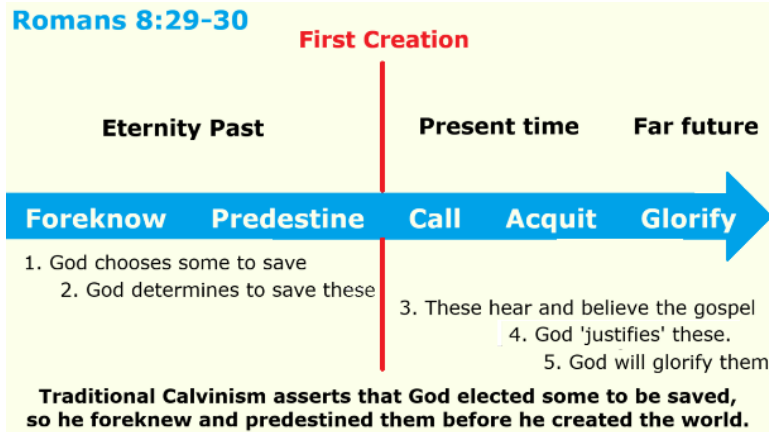 Romans 8:29-30
First Creation
Eternity Past
Present time
Far future
Foreknow Predestine Call Acquit Glorify
1. God chooses some to save
2. God determines to save these
3. These hear and believe the gospel
4. God 'justifies' these.
5. God will glorify them
Traditional Calvinism asserts that God elected some to be saved,
so he foreknew and predestined them before he created the world.